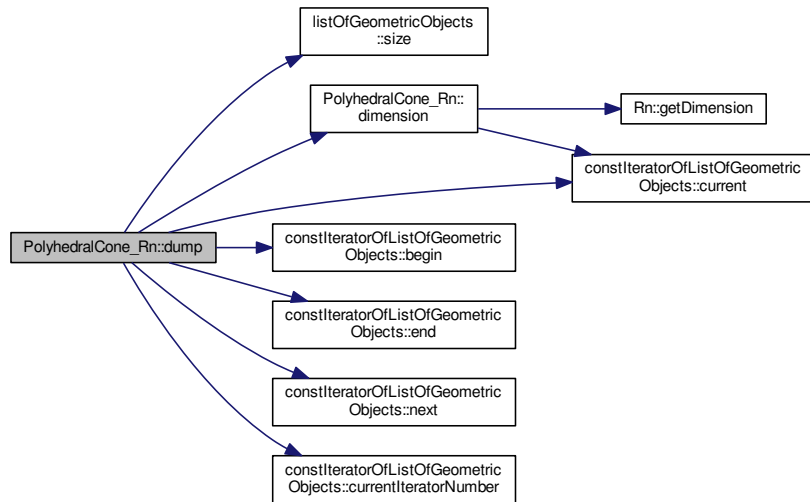 listOfGeometricObjects
::size
PolyhedralCone_Rn::
dimension
Rn::getDimension
constIteratorOfListOfGeometric
Objects::current
PolyhedralCone_Rn::dump
constIteratorOfListOfGeometric
Objects::begin
constIteratorOfListOfGeometric
Objects::end
constIteratorOfListOfGeometric
Objects::next
constIteratorOfListOfGeometric
Objects::currentIteratorNumber